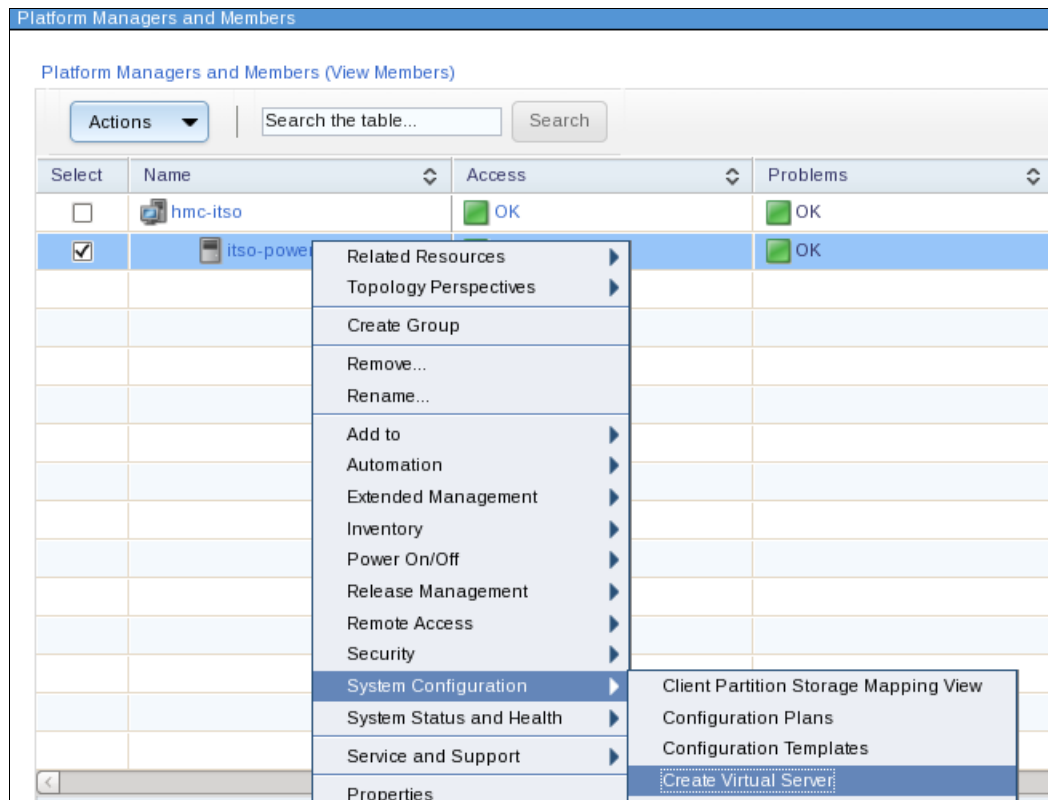 Platform Managers and Members
Platform Managers and Members (View Members)
Actions Search the table... Search
Select Name Access Problems
hmc-itso OK OK
itso-power OK
Related Resources
Topology Perspectives
Create Group
Remove...
Rename...
Add to
Automation
Extended Management
Inventory
Power On/Off
Release Management
Remote Access
Security
System Configuration Client Partition Storage Mapping View
System Status and Health Configuration Plans
Service and Support Configuration Templates
Properties Create Virtual Server